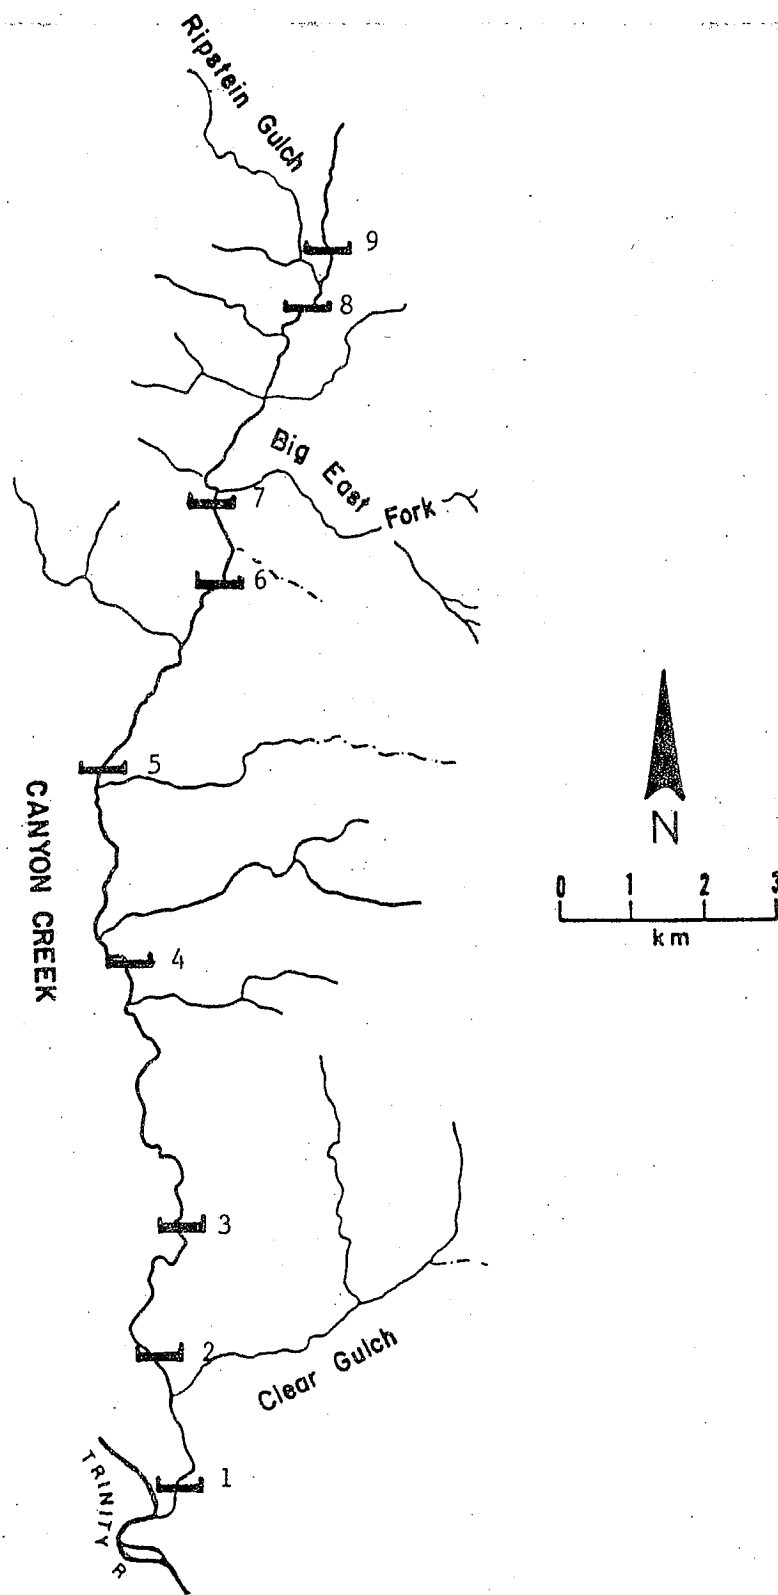 Ripstein Gulch
9
8
Big East Fork
7
6
5
CANYON CREEK
N
0 1 2 3
km
4
3
2
Clear Gulch
1
TRINITY R